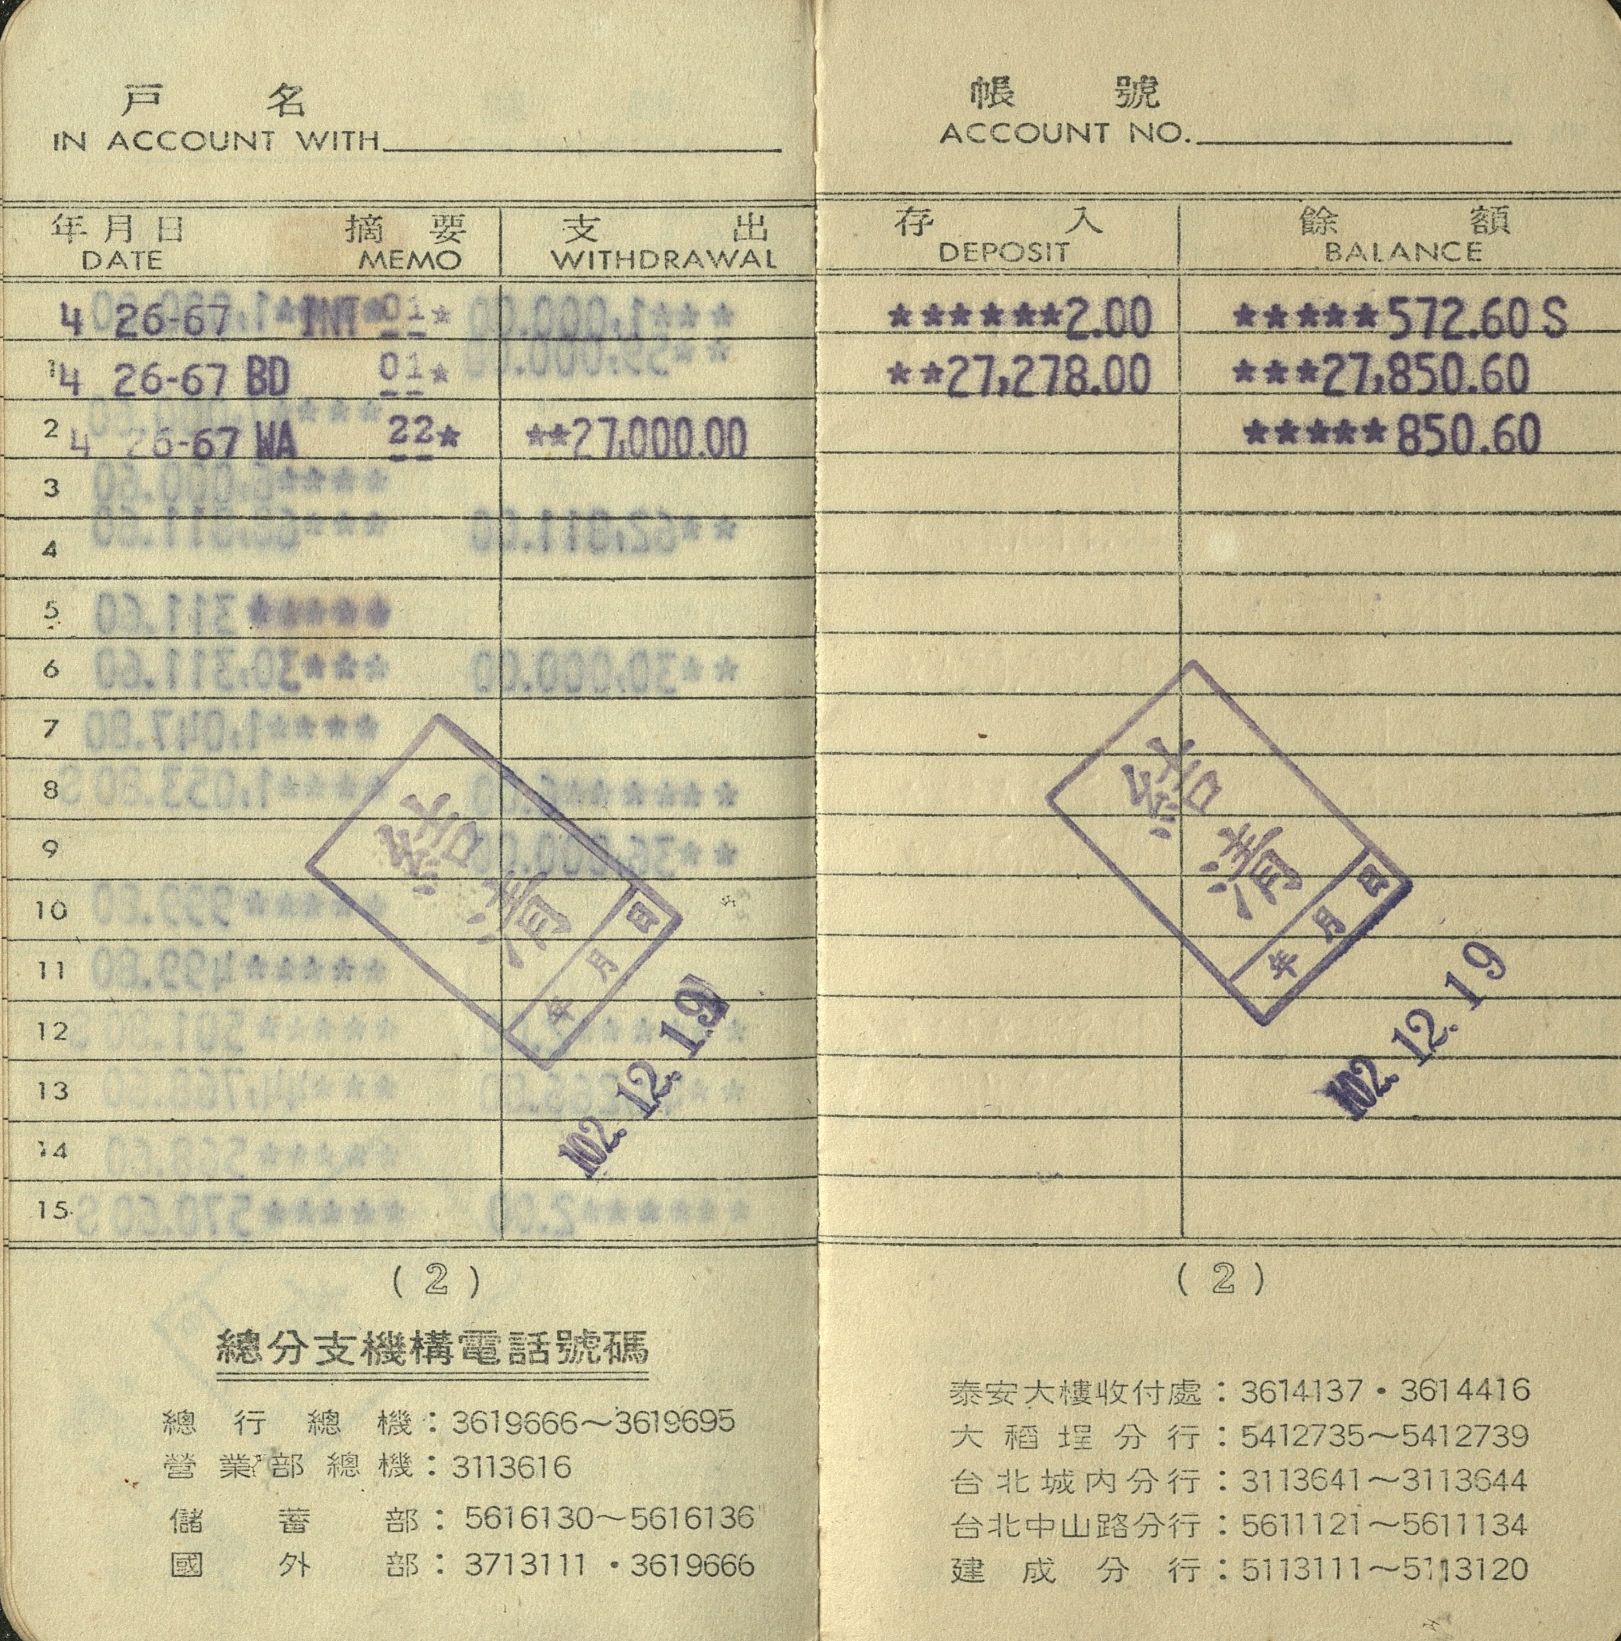 戶 名
IN ACCOUNT WITH
帳 號
ACCOUNT NO.
年月日 摘 要 支 出 存 入 餘 額
DATE MEMO WITHDRAWAL DEPOSIT BALANCE
4 26-67 INT 01* ******2.00 *****572.60 S
1 4 26-67 BD 01* **27,278.00 ***27,850.60
2 4 26-67 WA 22* **27,000.00 *****850.60
3
4
5
6
7
8
9
10
11
12
13
14
15
結清
年 月 日
102.12.19
結清
年 月 日
102.12.19
(2)
(2)
總分支機構電話號碼
總行總機：3619666～3619695
營業部總機：3113616
儲蓄部：5616130～5616136
國外部：3713111・3619666
泰安大樓收付處：3614137・3614416
大稻埕分行：5412735～5412739
台北城內分行：3113641～3113644
台北中山路分行：5611121～5611134
建成分行：5113111～5113120